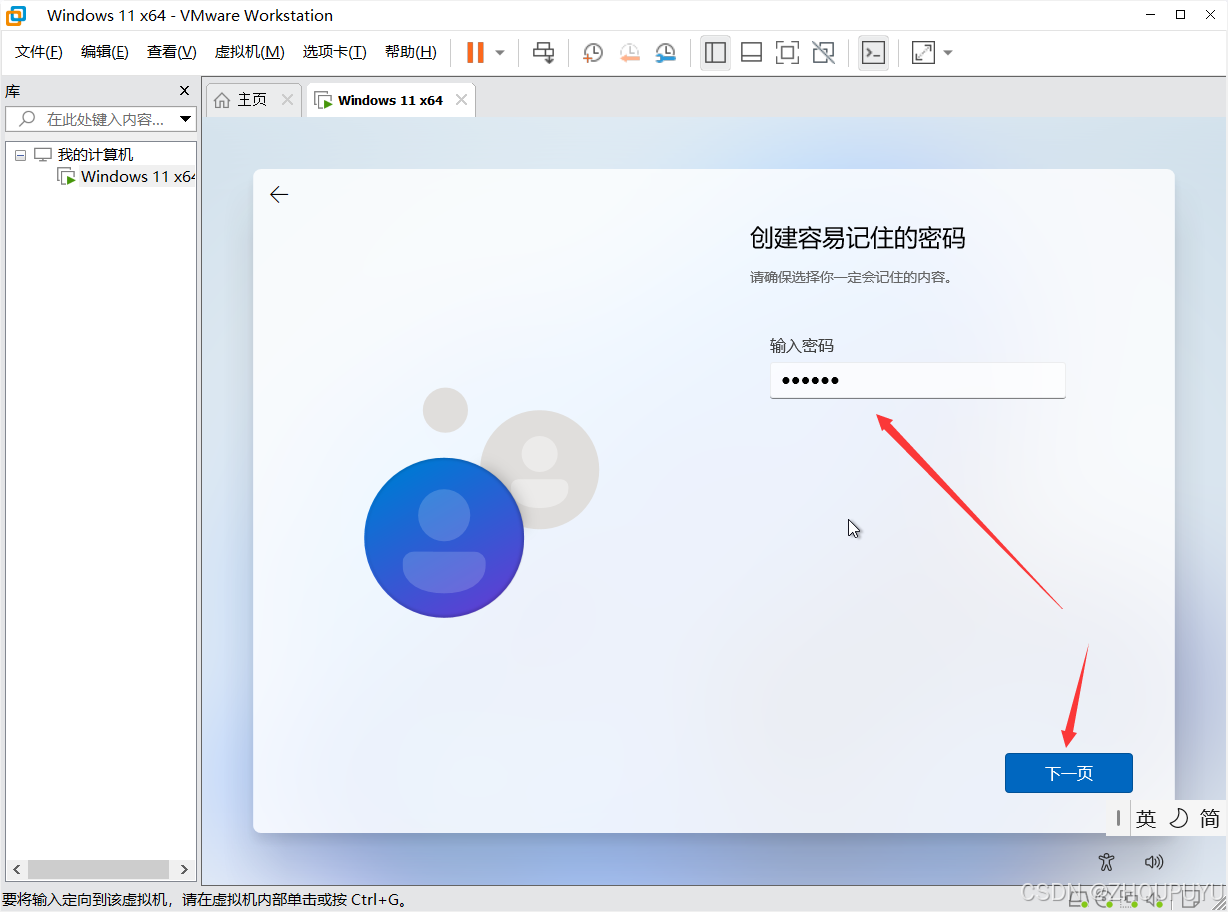 Windows 11 x64 - VMware Workstation
文件(F) 编辑(E) 查看(V) 虚拟机(M) 选项卡(T) 帮助(H)
库
主页
Windows 11 x64
在此处键入内容...
我的计算机
Windows 11 x64
创建容易记住的密码
请确保选择你一定会记住的内容。
输入密码
下一页
英
简
要将输入定向到该虚拟机，请在虚拟机内部单击或按 Ctrl+G。
CSDN @ZHOUPUYU